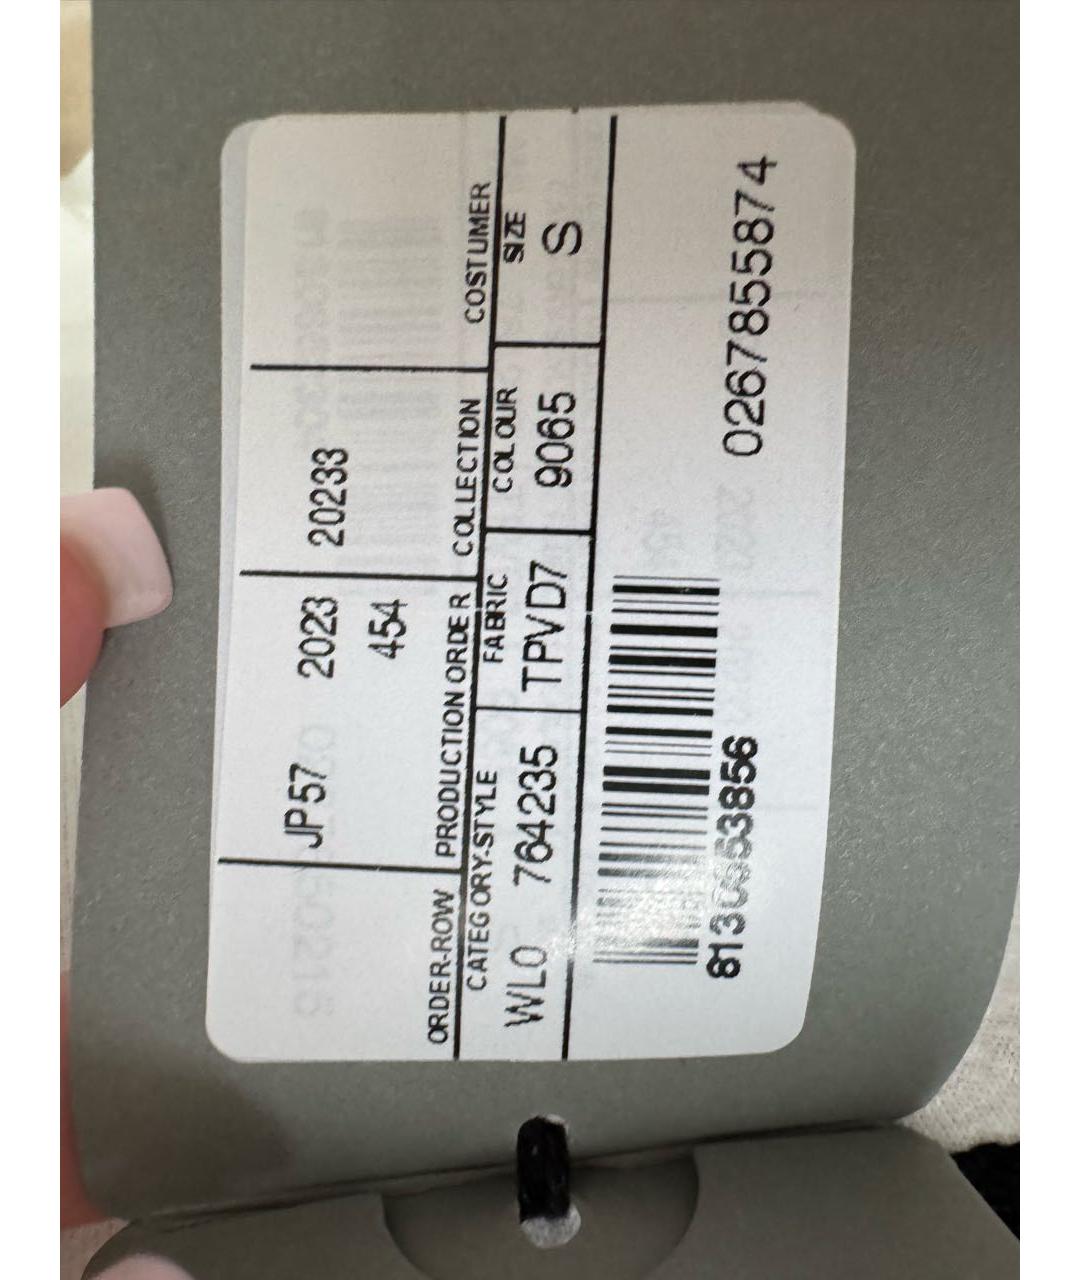 JP57 2023 20233
454
ORDER-ROW PRODUCTION ORDER COLLECTION COSTUMER
CATEGORY-STYLE FABRIC COLOUR SIZE
WL0 764235 TPVD7 9065 S
0267855874